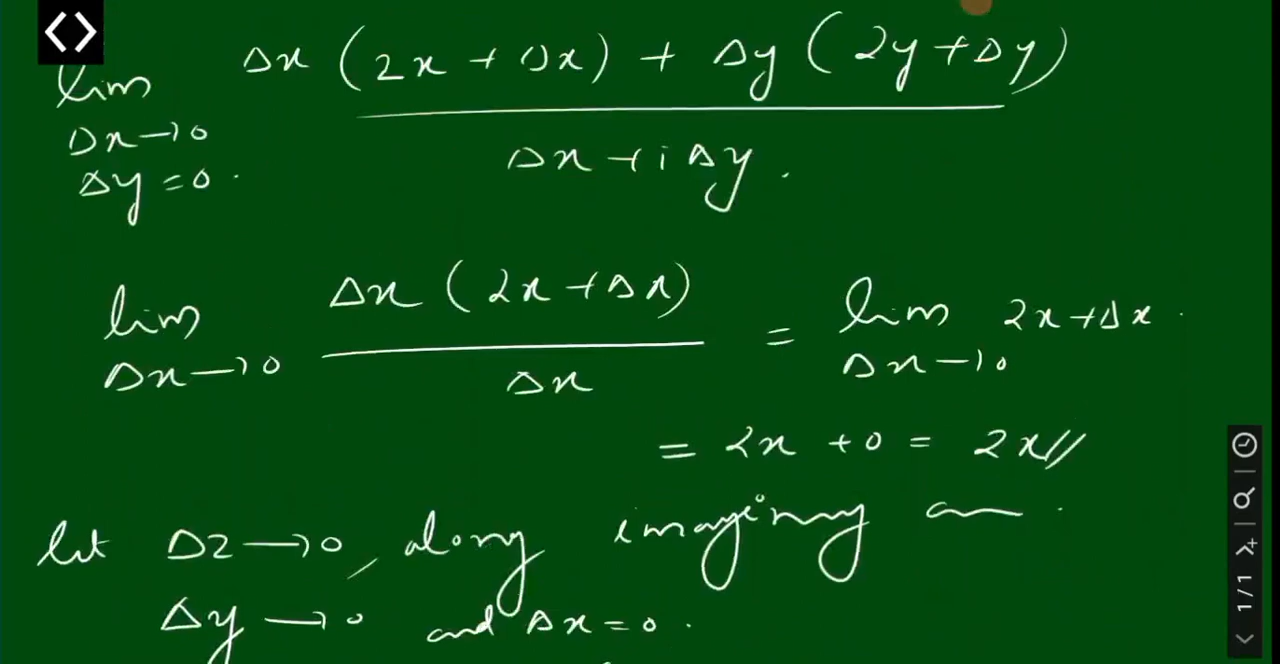 lim Δx→0 Δy=0. Δx(2x+Δx)+Δy(2y+Δy) / Δx+iΔy.
lim Δx→0 Δx(2x+Δx) / Δx = lim Δx→0 2x+Δx.
= 2x+0 = 2x//
let Δz→0, along imaginary
Δy→0 and Δx=0.
1/1